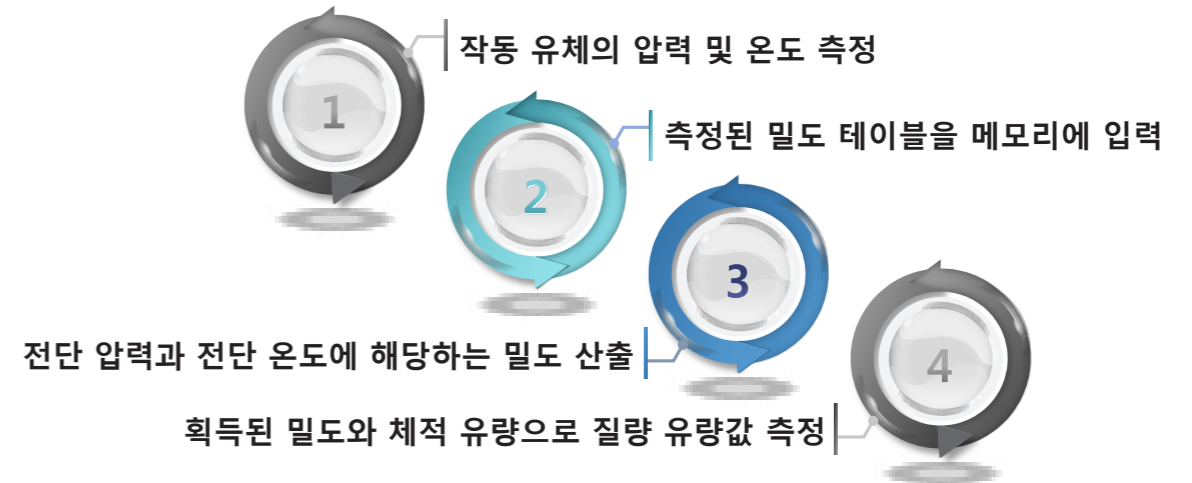 1
작동 유체의 압력 및 온도 측정
2
측정된 밀도 테이블을 메모리에 입력
3
전단 압력과 전단 온도에 해당하는 밀도 산출
4
획득된 밀도와 체적 유량으로 질량 유량값 측정